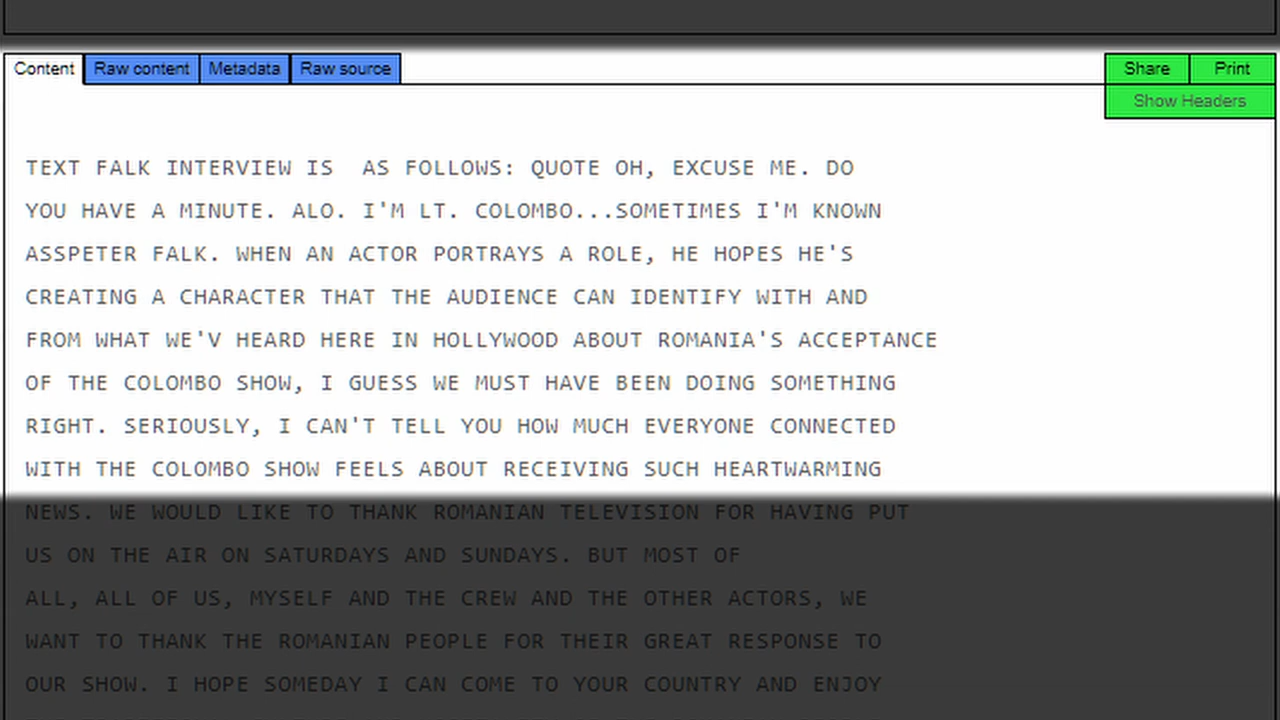 Content Raw content Metadata Raw source Share Print
Show Headers
TEXT FALK INTERVIEW IS  AS FOLLOWS: QUOTE OH, EXCUSE ME. DO
YOU HAVE A MINUTE. ALO. I'M LT. COLOMBO...SOMETIMES I'M KNOWN
ASSPETER FALK. WHEN AN ACTOR PORTRAYS A ROLE, HE HOPES HE'S
CREATING A CHARACTER THAT THE AUDIENCE CAN IDENTIFY WITH AND
FROM WHAT WE'V HEARD HERE IN HOLLYWOOD ABOUT ROMANIA'S ACCEPTANCE
OF THE COLOMBO SHOW, I GUESS WE MUST HAVE BEEN DOING SOMETHING
RIGHT. SERIOUSLY, I CAN'T TELL YOU HOW MUCH EVERYONE CONNECTED
WITH THE COLOMBO SHOW FEELS ABOUT RECEIVING SUCH HEARTWARMING
NEWS. WE WOULD LIKE TO THANK ROMANIAN TELEVISION FOR HAVING PUT
US ON THE AIR ON SATURDAYS AND SUNDAYS. BUT MOST OF
ALL, ALL OF US, MYSELF AND THE CREW AND THE OTHER ACTORS, WE
WANT TO THANK THE ROMANIAN PEOPLE FOR THEIR GREAT RESPONSE TO
OUR SHOW. I HOPE SOMEDAY I CAN COME TO YOUR COUNTRY AND ENJOY